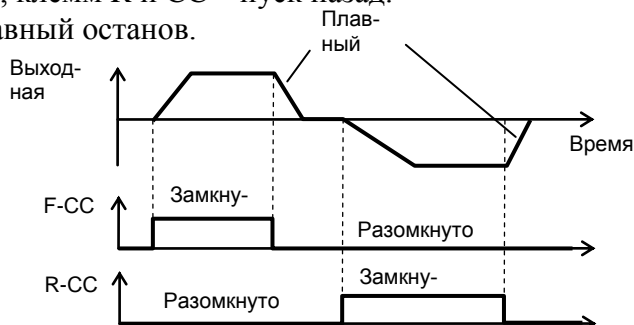 , клемм R и CC – пуск назад.
авный останов.
Плав-
ный
Выход-
ная
Время
F-CC
Замкну-
Разомкнуто
R-CC
Разомкнуто
Замкну-